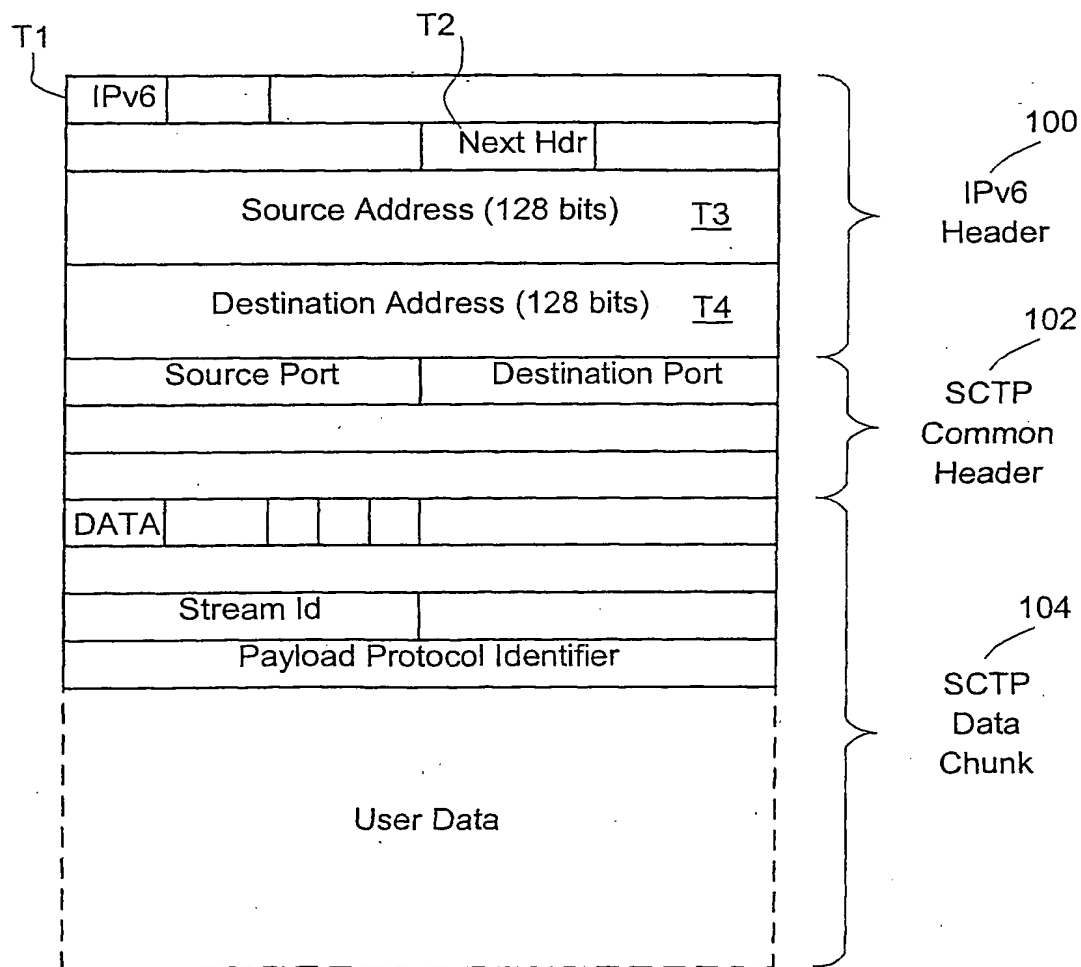 T1
T2
IPv6
Next Hdr
Source Address (128 bits) T3
Destination Address (128 bits) T4
Source Port Destination Port
DATA
Stream Id
Payload Protocol Identifier
User Data
100
IPv6
Header
102
SCTP
Common
Header
104
SCTP
Data
Chunk